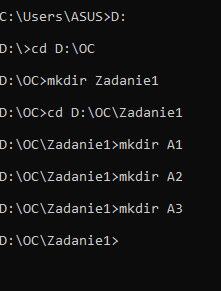 C:\Users\ASUS>D:
D:\>cd D:\OC
D:\OC>mkdir Zadanie1
D:\OC>cd D:\OC\Zadanie1
D:\OC\Zadanie1>mkdir A1
D:\OC\Zadanie1>mkdir A2
D:\OC\Zadanie1>mkdir A3
D:\OC\Zadanie1>